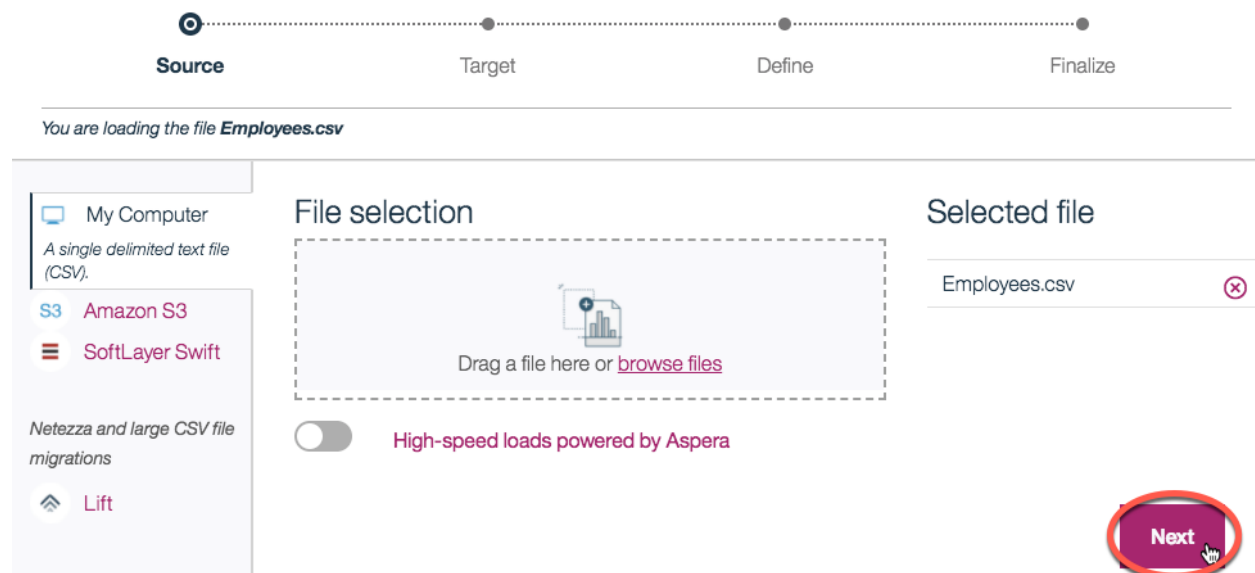 Source
Target
Define
Finalize
You are loading the file Employees.csv
My Computer
A single delimited text file
(CSV).
S3 Amazon S3
SoftLayer Swift
Netezza and large CSV file
migrations
Lift
File selection
Drag a file here or browse files
High-speed loads powered by Aspera
Selected file
Employees.csv
Next